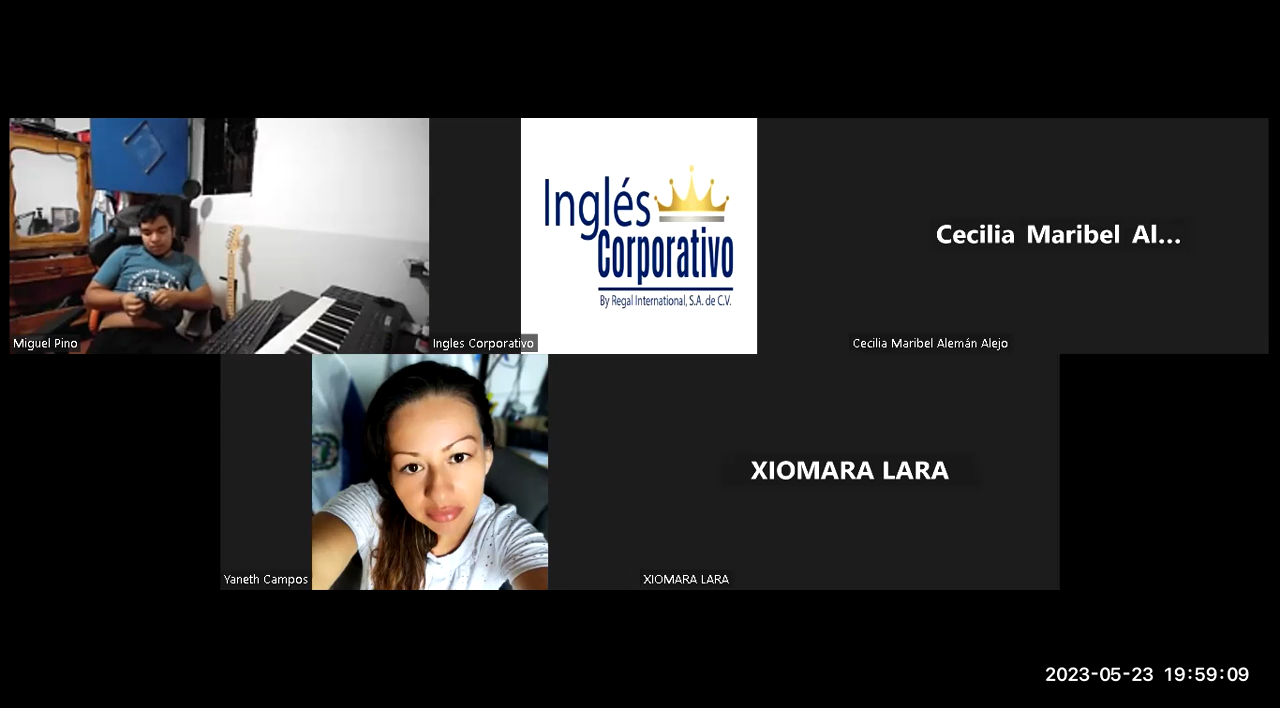 Inglés
Corporativo
By Regal International, S.A. de C.V.
Cecilia Maribel Al...
Miguel Pino
Ingles Corporativo
Cecilia Maribel Alemán Alejo
XIOMARA LARA
Yaneth Campos
XIOMARA LARA
2023-05-23 19:59:09